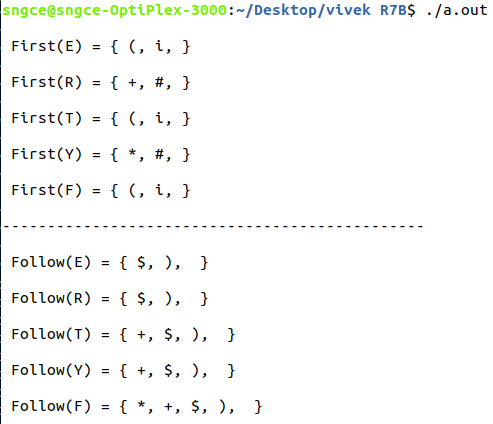 sngce@sngce-OptiPlex-3000:~/Desktop/vivek R7B$ ./a.out
First(E) = { (, i, }
First(R) = { +, #, }
First(T) = { (, i, }
First(Y) = { *, #, }
First(F) = { (, i, }
-----------------------------------------------
Follow(E) = { $, ),  }
Follow(R) = { $, ),  }
Follow(T) = { +, $, ),  }
Follow(Y) = { +, $, ),  }
Follow(F) = { *, +, $, ),  }